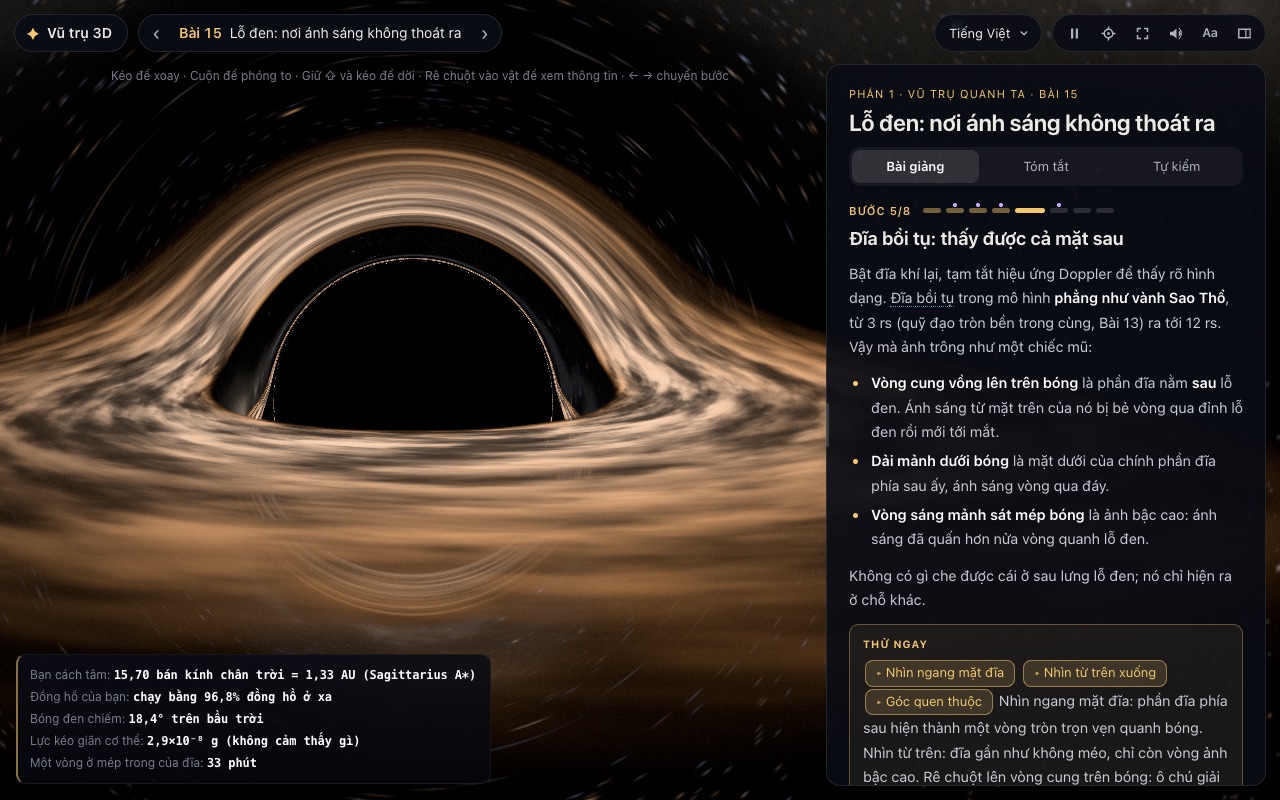 Vũ trụ 3D
‹ Bài 15 Lỗ đen: nơi ánh sáng không thoát ra ›
Tiếng Việt
Aa
Kéo để xoay · Cuộn để phóng to · Giữ ⇧ và kéo để dời · Rê chuột vào vật để xem thông tin · ← → chuyển bước
PHẦN 1 · VŨ TRỤ QUANH TA · BÀI 15
Lỗ đen: nơi ánh sáng không thoát ra
Bài giảng Tóm tắt Tự kiểm
BƯỚC 5/8
Đĩa bồi tụ: thấy được cả mặt sau
Bật đĩa khí lại, tạm tắt hiệu ứng Doppler để thấy rõ hình
dạng. Đĩa bồi tụ trong mô hình phẳng như vành Sao Thổ,
từ 3 rs (quỹ đạo tròn bền trong cùng, Bài 13) ra tới 12 rs.
Vậy mà ảnh trông như một chiếc mũ:
• Vòng cung vồng lên trên bóng là phần đĩa nằm sau lỗ
đen. Ánh sáng từ mặt trên của nó bị bẻ vòng qua đỉnh lỗ
đen rồi mới tới mắt.
• Dải mảnh dưới bóng là mặt dưới của chính phần đĩa
phía sau ấy, ánh sáng vòng qua đáy.
• Vòng sáng mảnh sát mép bóng là ảnh bậc cao: ánh
sáng đã quấn hơn nửa vòng quanh lỗ đen.
Không có gì che được cái ở sau lưng lỗ đen; nó chỉ hiện ra
ở chỗ khác.
THỬ NGAY
▸ Nhìn ngang mặt đĩa ▸ Nhìn từ trên xuống
▸ Góc quen thuộc Nhìn ngang mặt đĩa: phần đĩa phía
sau hiện thành một vòng tròn trọn vẹn quanh bóng.
Nhìn từ trên: đĩa gần như không méo, chỉ còn vòng ảnh
bậc cao. Rê chuột lên vòng cung trên bóng: ô chú giải
Bạn cách tâm: 15,70 bán kính chân trời = 1,33 AU (Sagittarius A*)
Đồng hồ của bạn: chạy bằng 96,8% đồng hồ ở xa
Bóng đen chiếm: 18,4° trên bầu trời
Lực kéo giãn cơ thể: 2,9×10⁻⁸ g (không cảm thấy gì)
Một vòng ở mép trong của đĩa: 33 phút